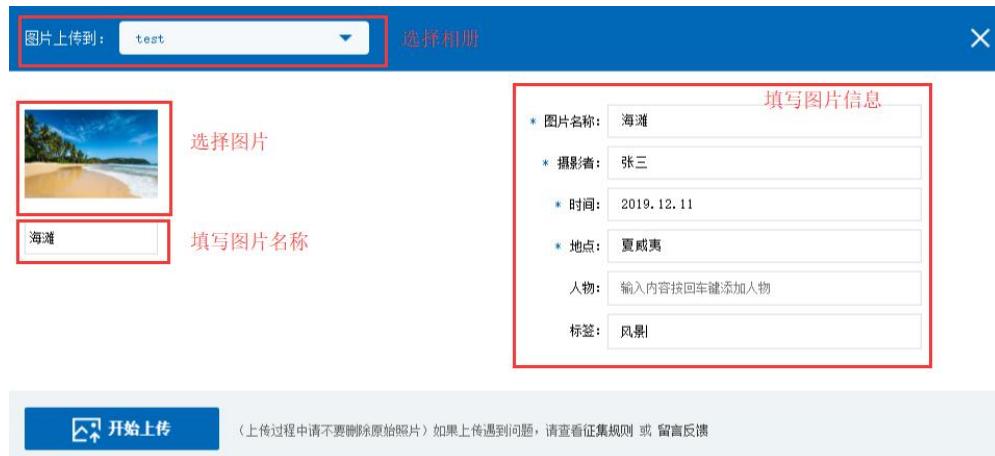 图片上传到： test 选择相册
填写图片信息
* 图片名称： 海滩
选择图片
* 摄影者： 张三
* 时间： 2019.12.11
海滩 填写图片名称
* 地点： 夏威夷
人物： 输入内容按回车键添加人物
标签： 风景
开始上传 （上传过程中请不要删除原始照片）如果上传遇到问题，请查看征集规则 或 留言反馈